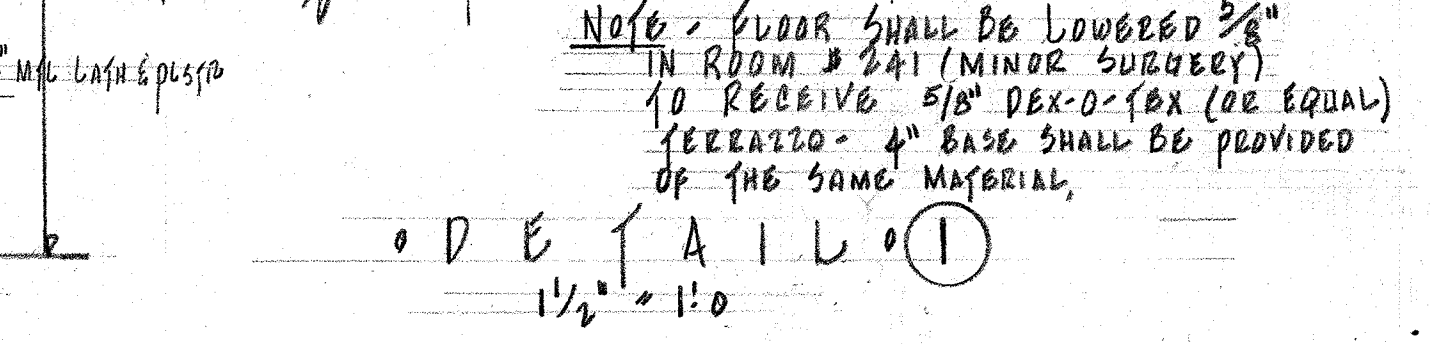 NOTE - FLOOR SHALL BE LOWERED 5/8"
IN ROOM # 241 (MINOR SURGERY)
" MTL LATH & PLSTR
TO RECEIVE 5/8" DEX-O-TEX (OR EQUAL)
TERRAZZO - 4" BASE SHALL BE PROVIDED
OF THE SAME MATERIAL.
DETAIL 1
1 1/2" = 1'-0